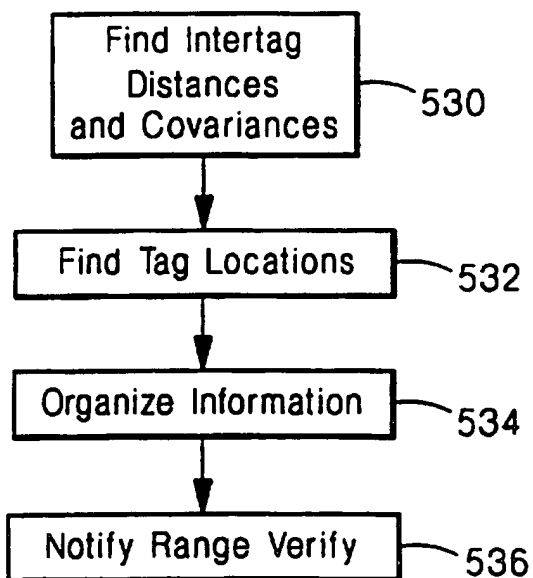 Find Intertag
Distances
and Covariances
530
Find Tag Locations
532
Organize Information
534
Notify Range Verify
536